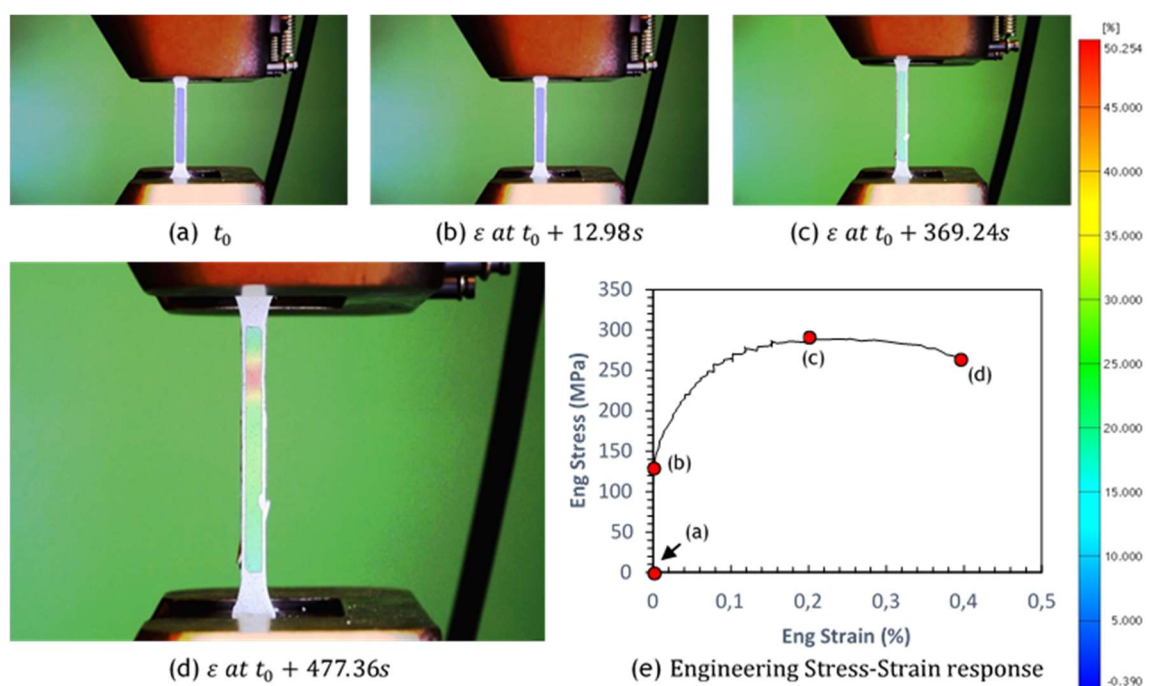 [%]
50.254
45.000
40.000
35.000
30.000
25.000
20.000
15.000
10.000
5.000
-0.390
(a) t₀
(b) ε at t₀ + 12.98s
(c) ε at t₀ + 369.24s
(d) ε at t₀ + 477.36s
350
300
250
200
150
100
50
0
Eng Stress (MPa)
(a)
(b)
(c)
(d)
0 0,1 0,2 0,3 0,4 0,5
Eng Strain (%)
(e) Engineering Stress-Strain response